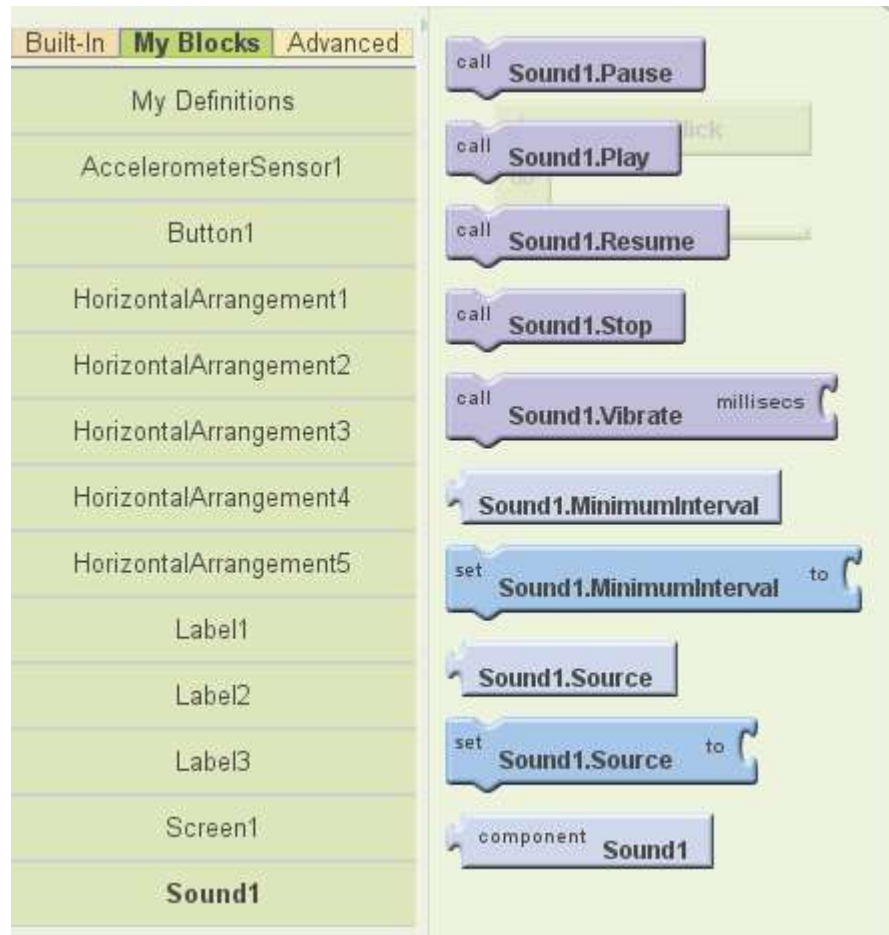 Built-In My Blocks Advanced
My Definitions
AccelerometerSensor1
Button1
HorizontalArrangement1
HorizontalArrangement2
HorizontalArrangement3
HorizontalArrangement4
HorizontalArrangement5
Label1
Label2
Label3
Screen1
Sound1
call Sound1.Pause
call Sound1.Play
call Sound1.Resume
call Sound1.Stop
call Sound1.Vibrate millisecs
Sound1.MinimumInterval
set Sound1.MinimumInterval to
Sound1.Source
set Sound1.Source to
component Sound1